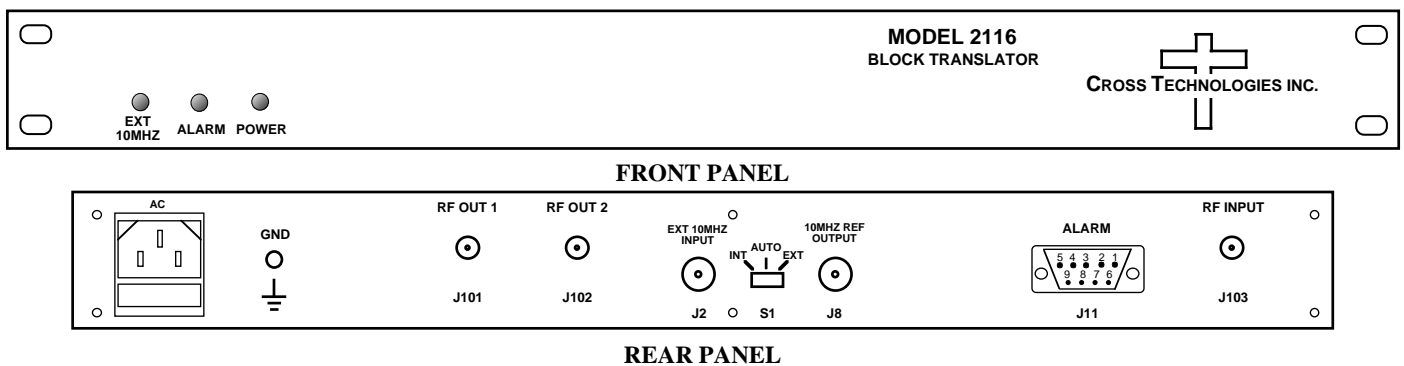 MODEL 2116
BLOCK TRANSLATOR
CROSS TECHNOLOGIES INC.
EXT
10MHZ
ALARM
POWER
FRONT PANEL
AC
GND
RF OUT 1
J101
RF OUT 2
J102
EXT 10MHZ
INPUT
J2
INT
AUTO
EXT
S1
10MHZ REF
OUTPUT
J8
ALARM
5 4 3 2 1
9 8 7 6
J11
RF INPUT
J103
REAR PANEL